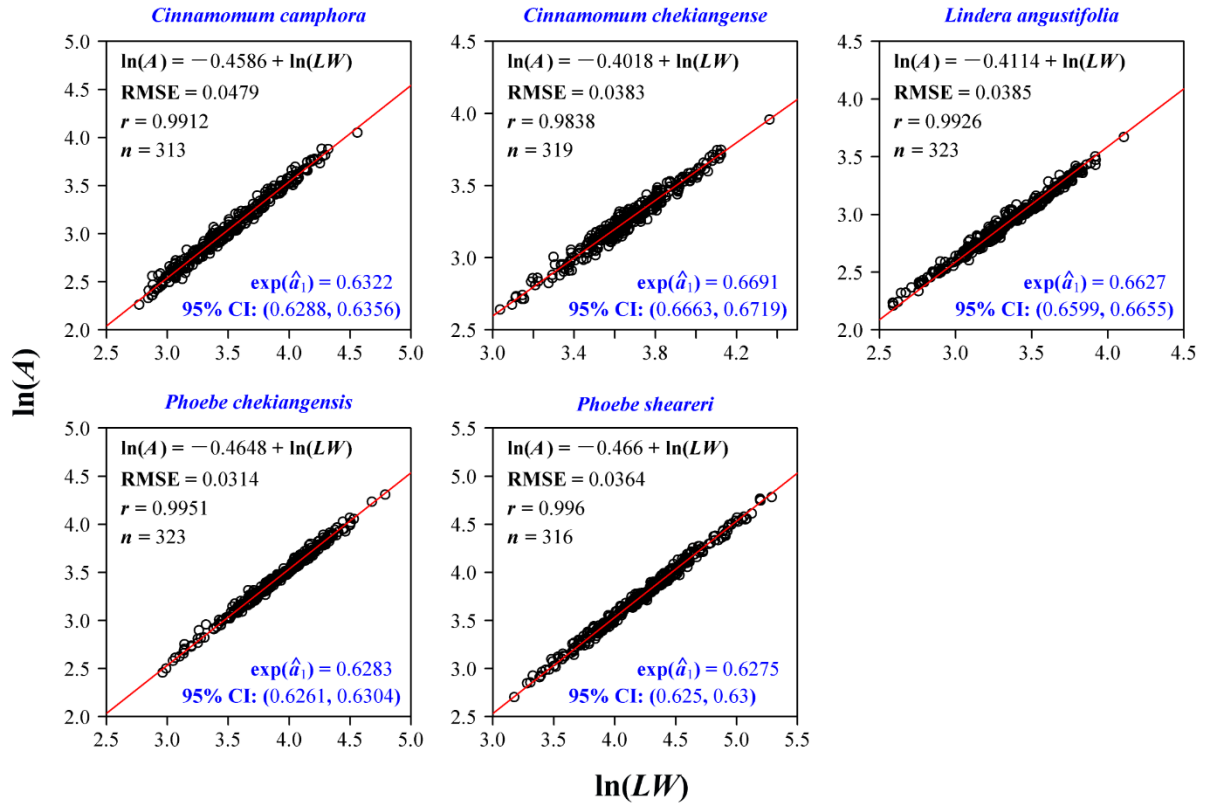 Cinnamomum camphora
ln(A) = −0.4586 + ln(LW)
RMSE = 0.0479
r = 0.9912
n = 313
exp(â₁) = 0.6322
95% CI: (0.6288, 0.6356)
5.0
4.5
4.0
3.5
3.0
2.5
2.0
2.5 3.0 3.5 4.0 4.5 5.0
Cinnamomum chekiangense
ln(A) = −0.4018 + ln(LW)
RMSE = 0.0383
r = 0.9838
n = 319
exp(â₁) = 0.6691
95% CI: (0.6663, 0.6719)
4.5
4.0
3.5
3.0
2.5
3.0 3.4 3.8 4.2
Lindera angustifolia
ln(A) = −0.4114 + ln(LW)
RMSE = 0.0385
r = 0.9926
n = 323
exp(â₁) = 0.6627
95% CI: (0.6599, 0.6655)
4.5
4.0
3.5
3.0
2.5
2.0
2.5 3.0 3.5 4.0 4.5
ln(A)
Phoebe chekiangensis
ln(A) = −0.4648 + ln(LW)
RMSE = 0.0314
r = 0.9951
n = 323
exp(â₁) = 0.6283
95% CI: (0.6261, 0.6304)
5.0
4.5
4.0
3.5
3.0
2.5
2.0
2.5 3.0 3.5 4.0 4.5 5.0
Phoebe sheareri
ln(A) = −0.466 + ln(LW)
RMSE = 0.0364
r = 0.996
n = 316
exp(â₁) = 0.6275
95% CI: (0.625, 0.63)
5.5
5.0
4.5
4.0
3.5
3.0
2.5
3.0 3.5 4.0 4.5 5.0 5.5
ln(LW)